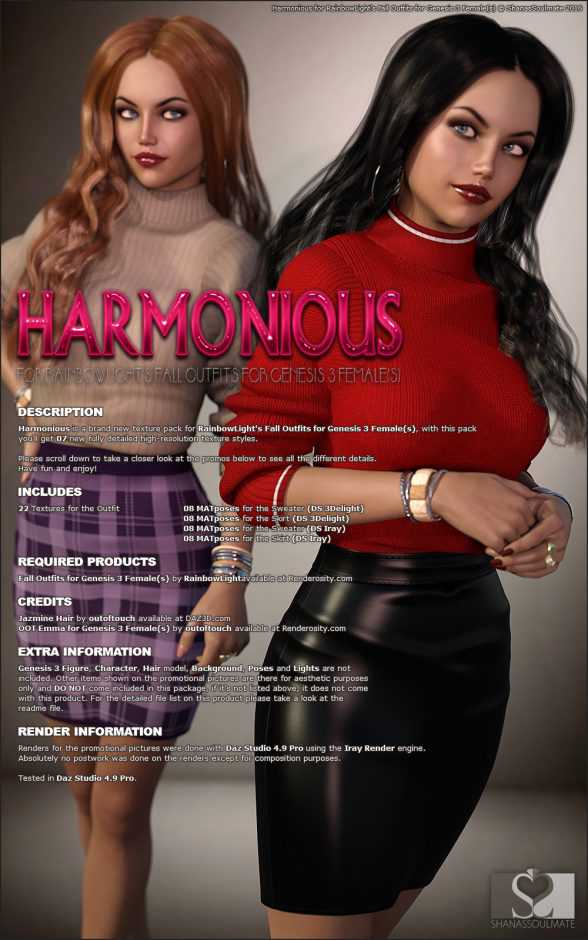 Harmonious for RainbowLight's Fall Outfits for Genesis 3 Female(s) © ShanasSoulmate
HARMONIOUS
FOR RAINBOWLIGHT'S FALL OUTFITS FOR GENESIS 3 FEMALE(S)
DESCRIPTION
Harmonious is a brand new texture pack for RainbowLight's Fall Outfits for Genesis 3 Female(s), with this pack
you'l get 07 new fully detailed high-resolution texture styles.
Please scroll down to take a closer look at the promos below to see all the different details.
Have fun and enjoy!
INCLUDES
22 Textures for the Outfit
08 MATposes for the Sweater (DS 3Delight)
08 MATposes for the Skirt (DS 3Delight)
08 MATposes for the Sweater (DS Iray)
08 MATposes for the Skirt (DS Iray)
REQUIRED PRODUCTS
Fall Outfits for Genesis 3 Female(s) by RainbowLightavailable at Renderosity.com
CREDITS
Jazmine Hair by outoftouch available at DAZ3D.com
OOT Emma for Genesis 3 Female(s) by outoftouch available at Renderosity.com
EXTRA INFORMATION
Genesis 3 Figure, Character, Hair model, Background, Poses and Lights are not
included. Other items shown on the promotional pictures are there for aesthetic purposes
only and DO NOT come included in this package, if it's not listed above, it does not come
with this product. For the detailed file list on this product please take a look at the
readme file.
RENDER INFORMATION
Renders for the promotional pictures were done with Daz Studio 4.9 Pro using the Iray Render engine.
Absolutely no postwork was done on the renders except for composition purposes.
Tested in Daz Studio 4.9 Pro.
SS
SHANASSOULMATE